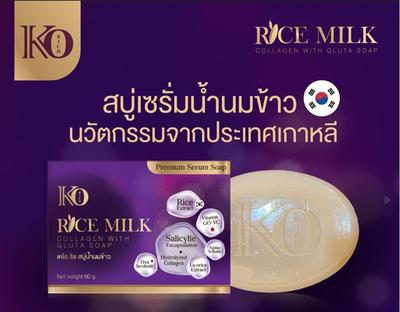 KO
RICH
RICE MILK
COLLAGEN WITH GLUTA SOAP
สบู่เซรั่มน้ำนมข้าว
นวัตกรรมจากประเทศเกาหลี
Premium Serum Soap
KO
RICE MILK
COLLAGEN WITH
GLUTA SOAP
เคโอ ริช สบู่น้ำนมข้าว
Net weight 60 g.
Rice
Extract
Vitamin
GO-VC
Salicylic
Encapsulation
Hydrolyzed
Collagen
Alpha
Arbutin
Hya
Licorice
Extract
KO